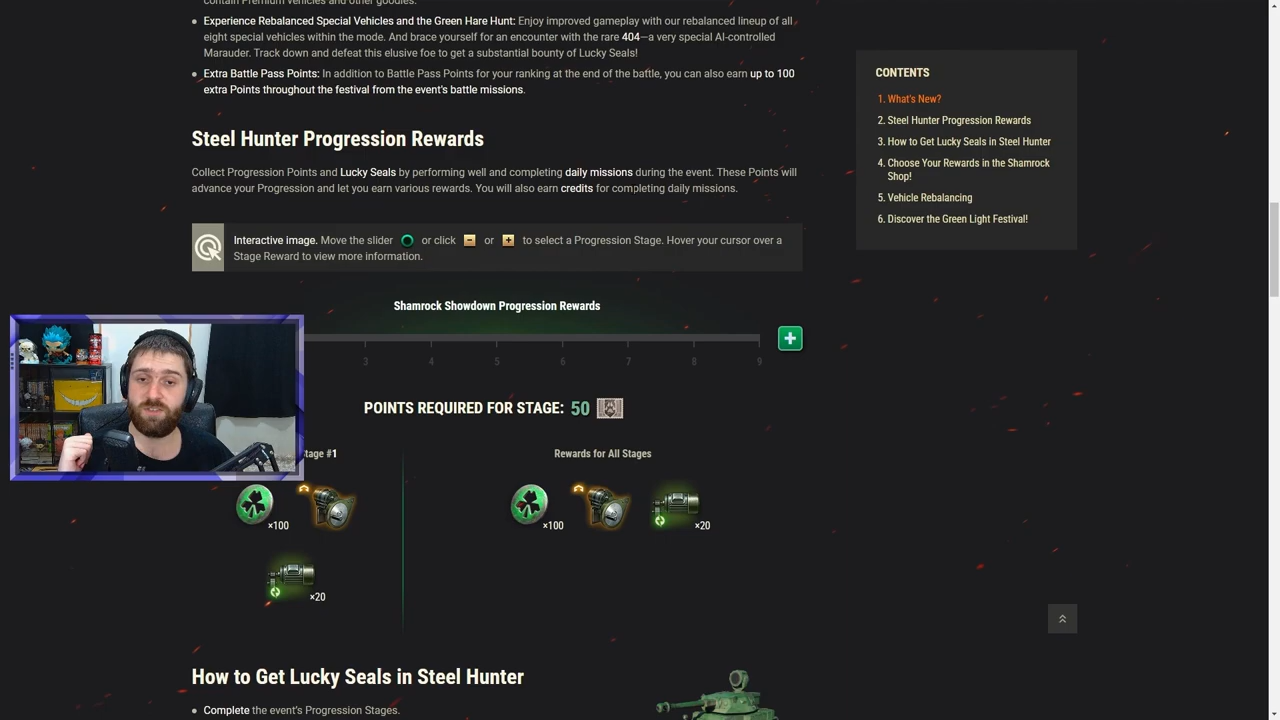 contain Premium vehicles and other goodies.
Experience Rebalanced Special Vehicles and the Green Hare Hunt: Enjoy improved gameplay with our rebalanced lineup of all
eight special vehicles within the mode. And brace yourself for an encounter with the rare 404—a very special AI-controlled
Marauder. Track down and defeat this elusive foe to get a substantial bounty of Lucky Seals!
Extra Battle Pass Points: In addition to Battle Pass Points for your ranking at the end of the battle, you can also earn up to 100
extra Points throughout the festival from the event's battle missions.
Steel Hunter Progression Rewards
Collect Progression Points and Lucky Seals by performing well and completing daily missions during the event. These Points will
advance your Progression and let you earn various rewards. You will also earn credits for completing daily missions.
Interactive image. Move the slider or click - or + to select a Progression Stage. Hover your cursor over a
Stage Reward to view more information.
Shamrock Showdown Progression Rewards
3 4 5 6 7 8 9
POINTS REQUIRED FOR STAGE: 50
tage #1
Rewards for All Stages
×100
×100
×20
×20
How to Get Lucky Seals in Steel Hunter
Complete the event's Progression Stages.
CONTENTS
1. What's New?
2. Steel Hunter Progression Rewards
3. How to Get Lucky Seals in Steel Hunter
4. Choose Your Rewards in the Shamrock
Shop!
5. Vehicle Rebalancing
6. Discover the Green Light Festival!